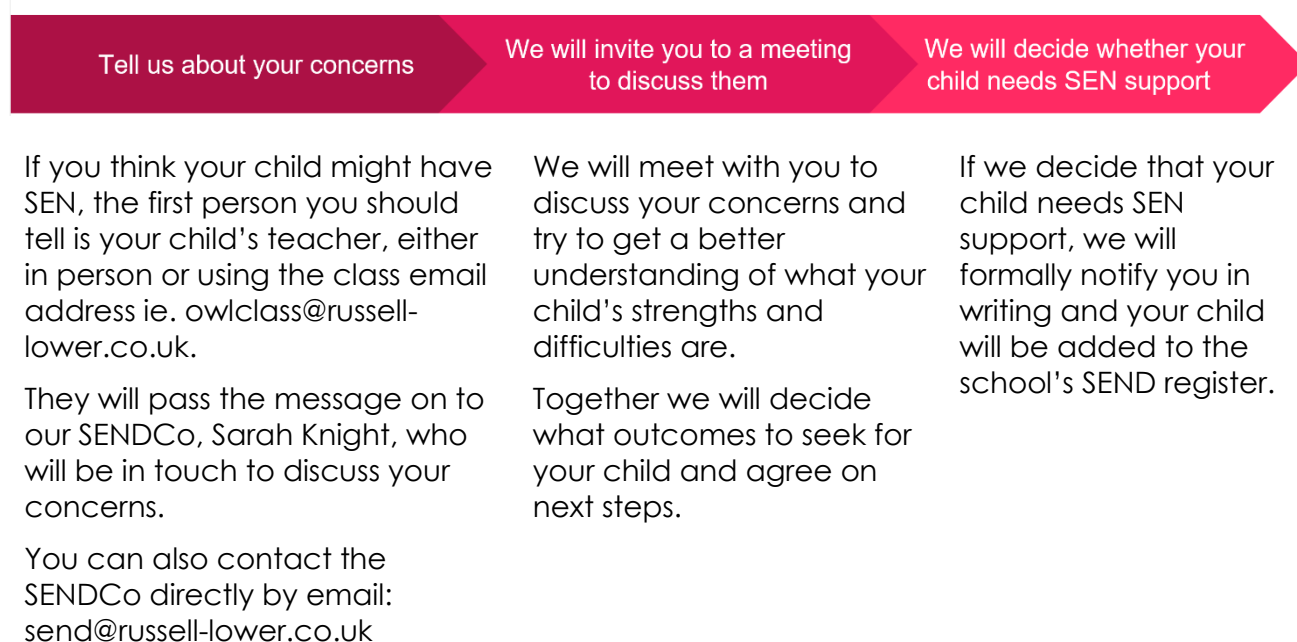 Tell us about your concerns
We will invite you to a meeting
to discuss them
We will decide whether your
child needs SEN support
If you think your child might have
SEN, the first person you should
tell is your child’s teacher, either
in person or using the class email
address ie. owlclass@russell-
lower.co.uk.
They will pass the message on to
our SENDCo, Sarah Knight, who
will be in touch to discuss your
concerns.
You can also contact the
SENDCo directly by email:
send@russell-lower.co.uk
We will meet with you to
discuss your concerns and
try to get a better
understanding of what your
child’s strengths and
difficulties are.
Together we will decide
what outcomes to seek for
your child and agree on
next steps.
If we decide that your
child needs SEN
support, we will
formally notify you in
writing and your child
will be added to the
school’s SEND register.